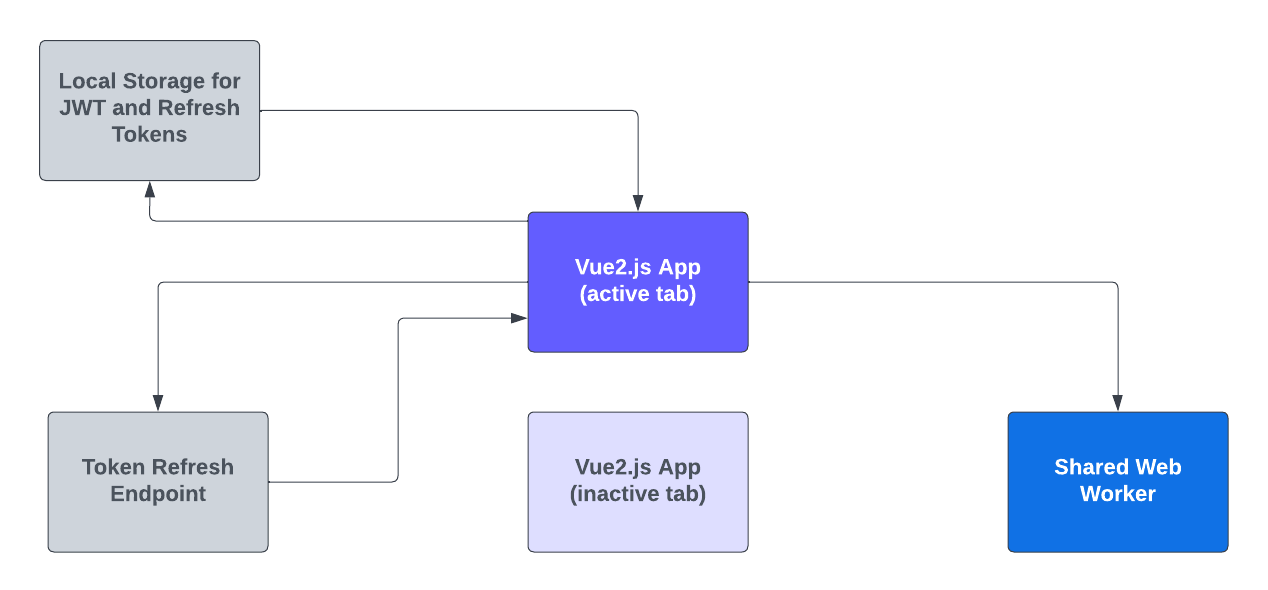 Local Storage for
JWT and Refresh
Tokens
Vue2.js App
(active tab)
Token Refresh
Endpoint
Vue2.js App
(inactive tab)
Shared Web
Worker